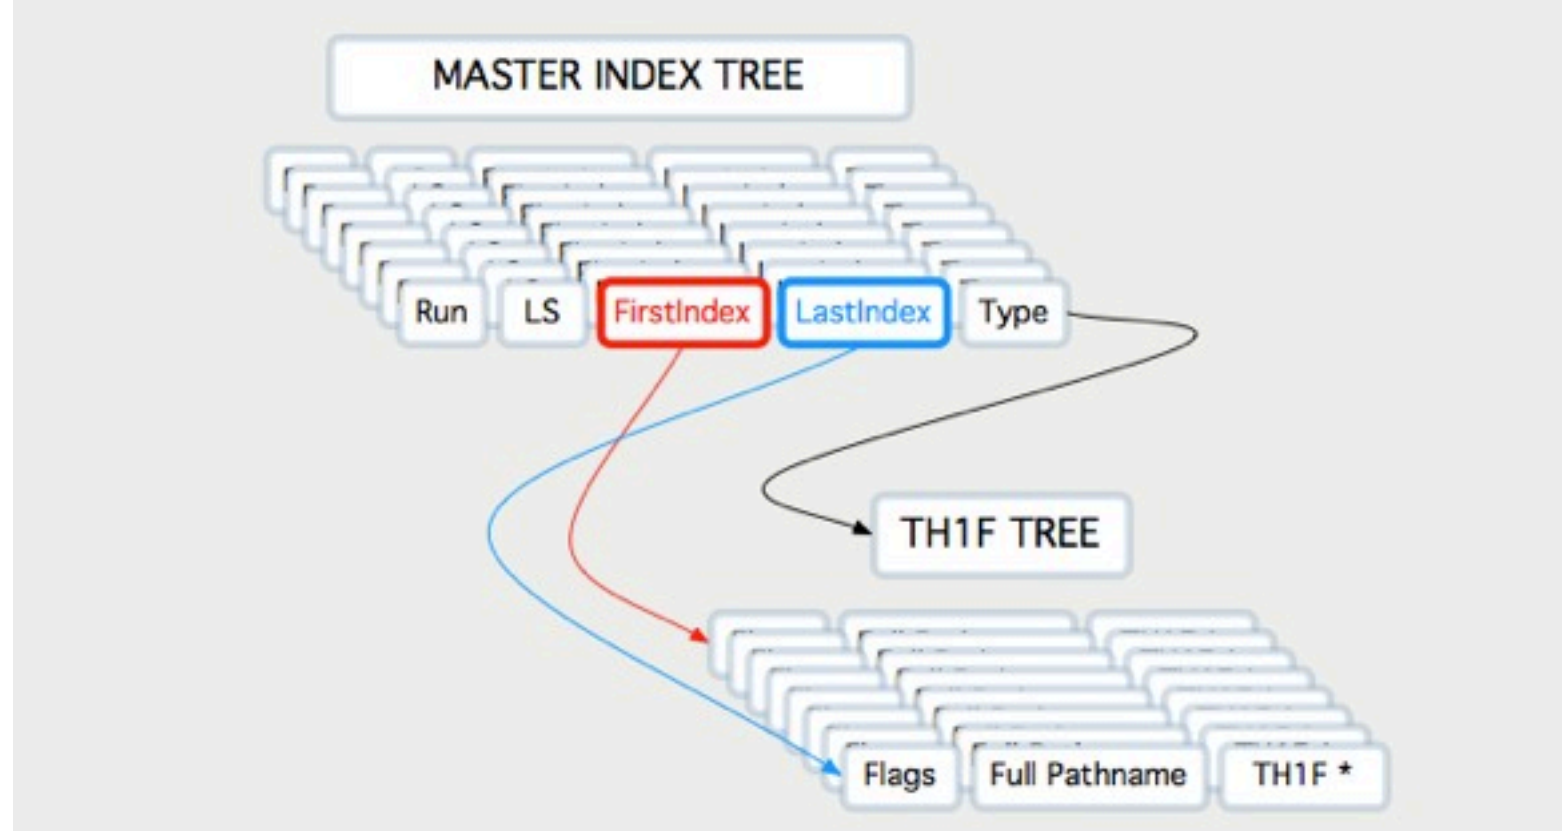 MASTER INDEX TREE
Run LS FirstIndex LastIndex Type
TH1F TREE
Flags Full Pathname TH1F *